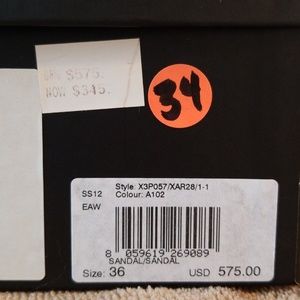 $575.
NOW $345.
34
Style: X3P057/XAR28/1-1
SS12
Colour: A102
EAW
8 059619 269089
SANDAL/SANDAL
Size: 36
USD 575.00